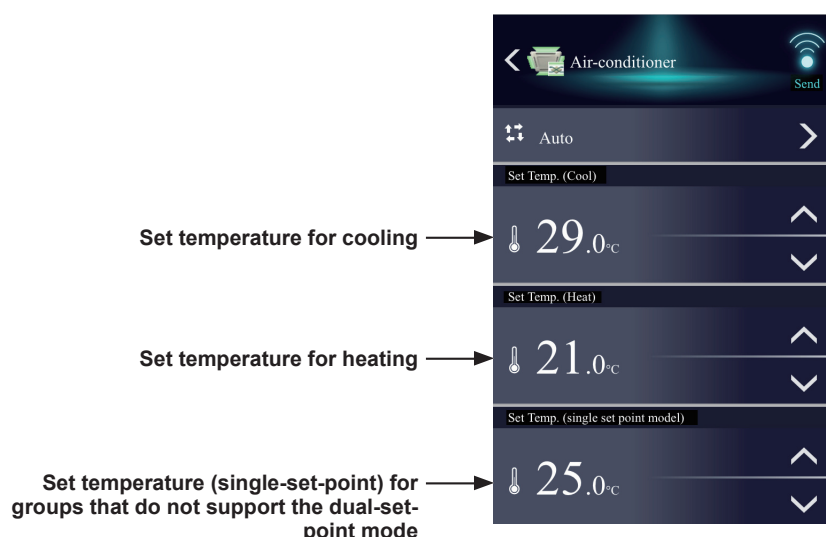 Air-conditioner
Send
Auto
Set Temp. (Cool)
Set temperature for cooling
29.0°C
Set Temp. (Heat)
Set temperature for heating
21.0°C
Set Temp. (single set point model)
Set temperature (single-set-point) for
groups that do not support the dual-set-
point mode
25.0°C